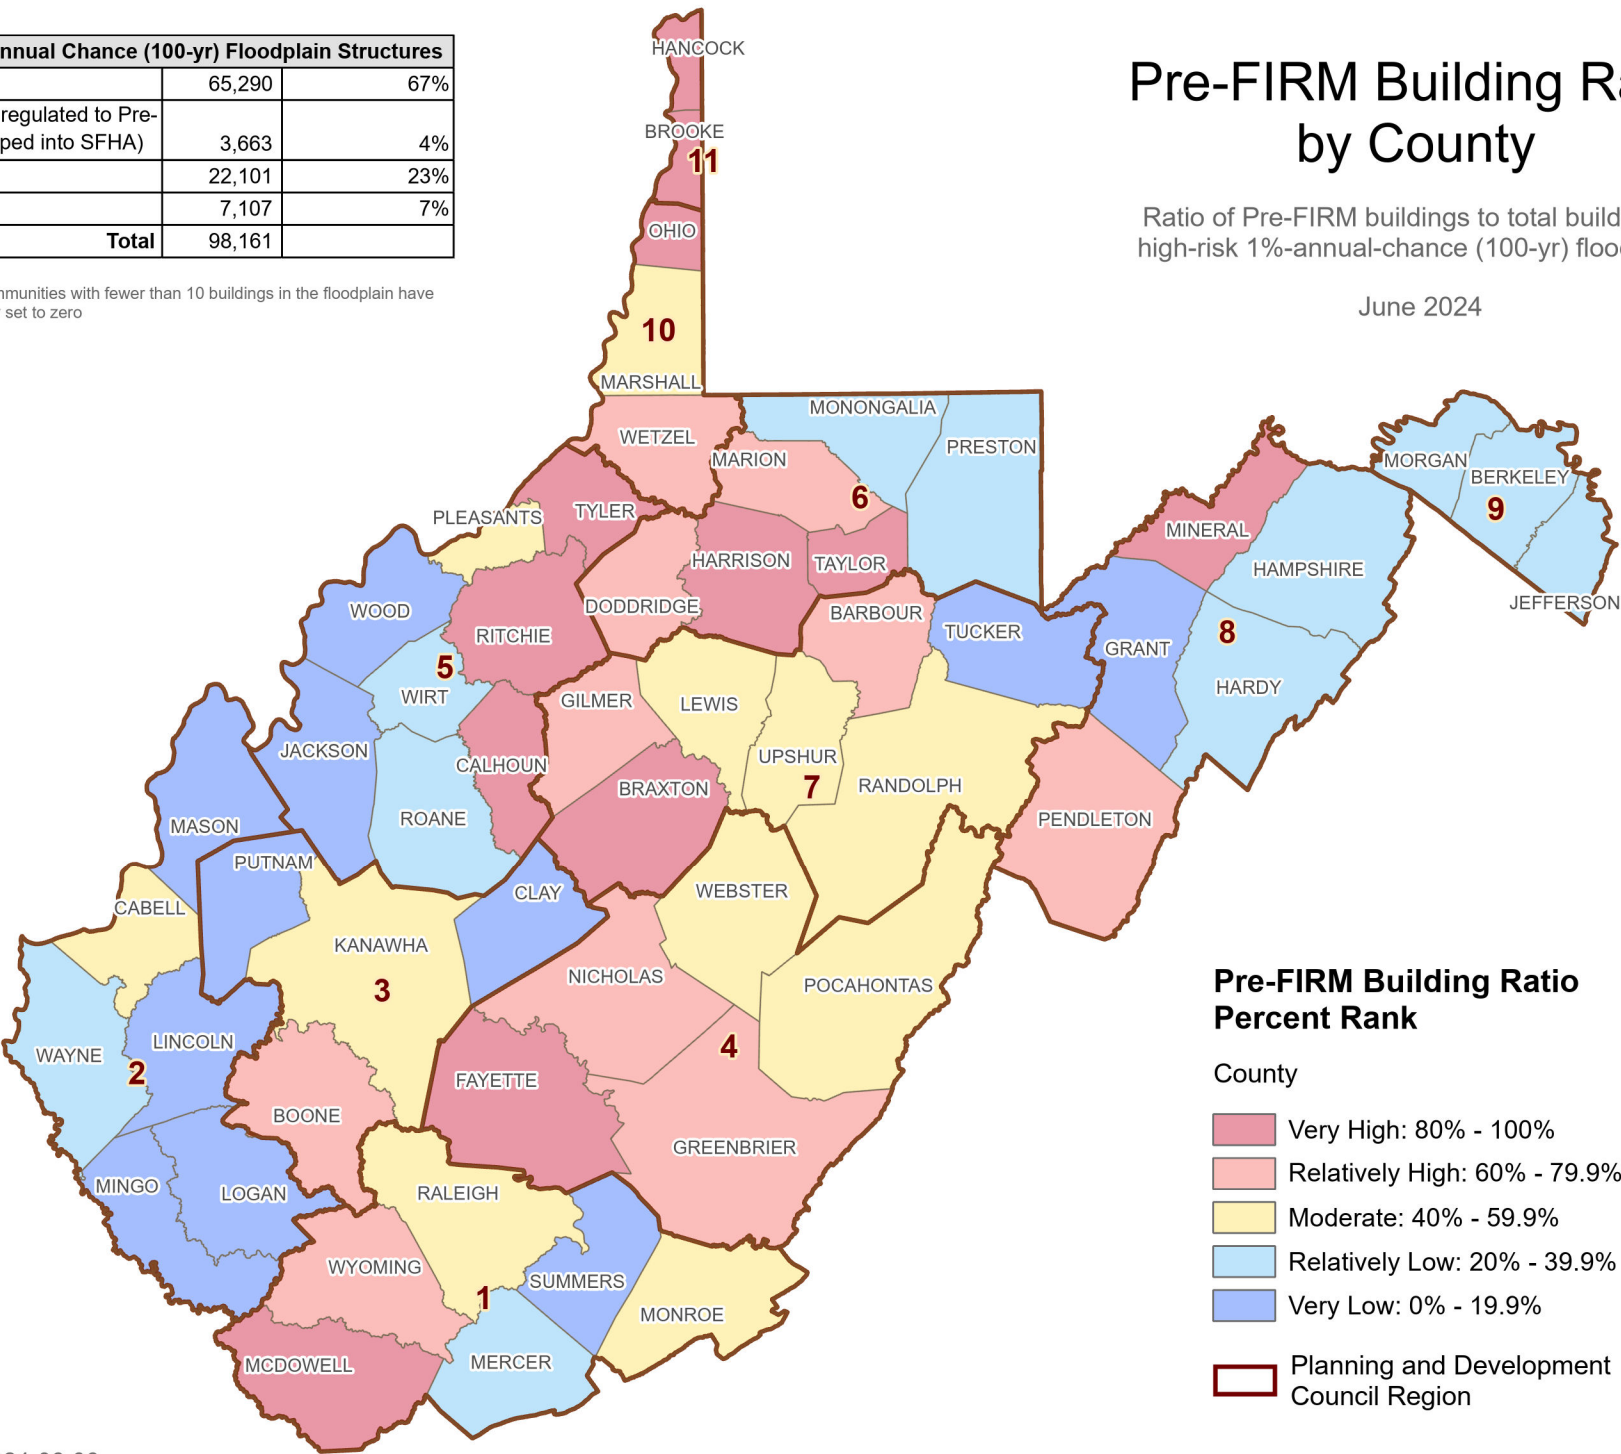 nnual Chance (100-yr) Floodplain Structures
65,290 67%
regulated to Pre-
ped into SFHA) 3,663 4%
22,101 23%
7,107 7%
Total 98,161
mmunities with fewer than 10 buildings in the floodplain have
set to zero
Pre-FIRM Building Ra
by County
Ratio of Pre-FIRM buildings to total build
high-risk 1%-annual-chance (100-yr) floo
June 2024
HANCOCK
BROOKE
11
OHIO
10
MARSHALL
WETZEL
MONONGALIA
PRESTON
MARION
6
MORGAN
BERKELEY
9
PLEASANTS
TYLER
MINERAL
HARRISON
TAYLOR
HAMPSHIRE
JEFFERSON
WOOD
DODDRIDGE
BARBOUR
RITCHIE
TUCKER
8
GRANT
5
WIRT
GILMER
LEWIS
HARDY
JACKSON
CALHOUN
UPSHUR
7
BRAXTON
RANDOLPH
MASON
ROANE
PENDLETON
PUTNAM
CLAY
WEBSTER
CABELL
KANAWHA
3
NICHOLAS
POCAHONTAS
LINCOLN
WAYNE
2
4
FAYETTE
BOONE
GREENBRIER
MINGO
LOGAN
RALEIGH
WYOMING
SUMMERS
1
MONROE
MCDOWELL
MERCER
Pre-FIRM Building Ratio
Percent Rank
County
Very High: 80% - 100%
Relatively High: 60% - 79.9%
Moderate: 40% - 59.9%
Relatively Low: 20% - 39.9%
Very Low: 0% - 19.9%
Planning and Development
Council Region